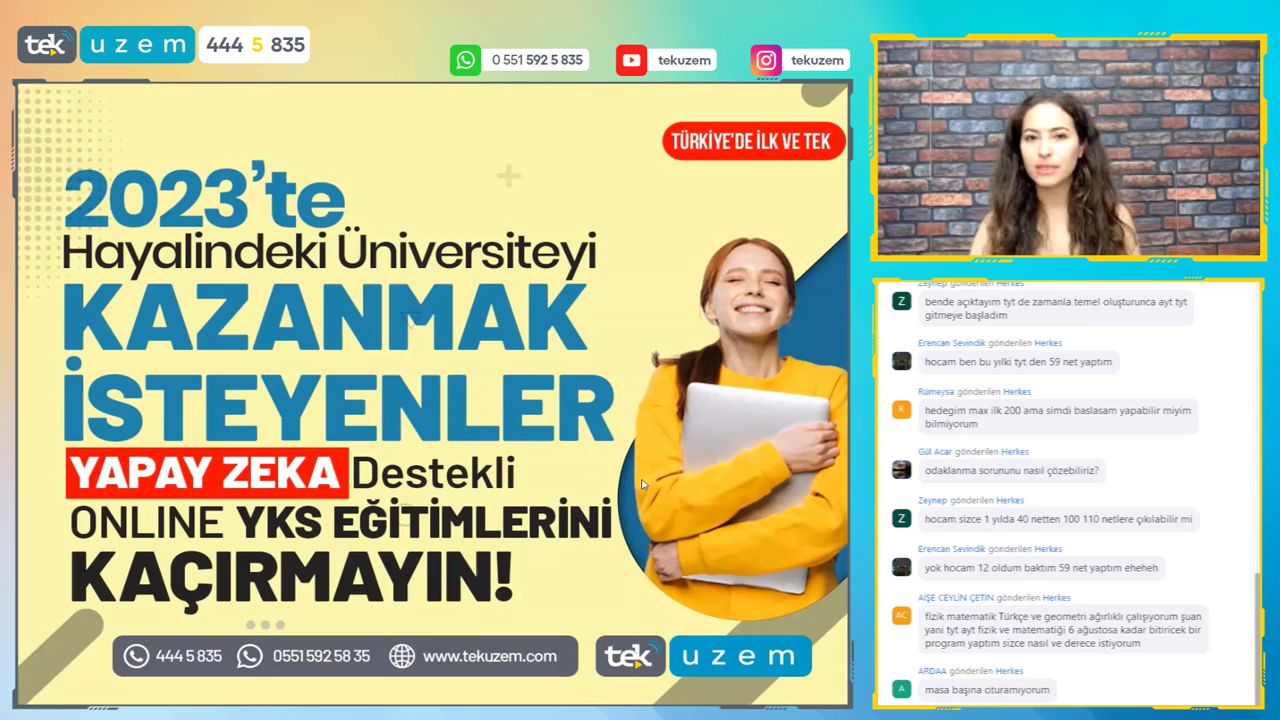 tek uzem 444 5 835
0 551 592 5 835 tekuzem tekuzem
TÜRKİYE'DE İLK VE TEK
2023'te
Hayalindeki Üniversiteyi
KAZANMAK
İSTEYENLER
YAPAY ZEKA Destekli
ONLINE YKS EĞİTİMLERİNİ
KAÇIRMAYIN!
444 5 835 0551 592 58 35 www.tekuzem.com tek uzem
Zeynep gönderilen Herkes
Z
bende açıktayım tyt de zamanla temel oluşturunca ayt tyt
gitmeye başladım
Erencan Sevindik gönderilen Herkes
hocam ben bu yılki tyt den 59 net yaptım
Rümeysa gönderilen Herkes
R
hedegim max ilk 200 ama simdi baslasam yapabilir miyim
bilmiyorum
Gül Acar gönderilen Herkes
odaklanma sorununu nasıl çözebiliriz?
Zeynep gönderilen Herkes
Z
hocam sizce 1 yılda 40 netten 100 110 netlere çıkılabilir mi
Erencan Sevindik gönderilen Herkes
yok hocam 12 oldum baktım 59 net yaptım eheheh
AİŞE CEYLİN ÇETİN gönderilen Herkes
AC
fizik matematik Türkçe ve geometri ağırlıklı çalışıyorum şuan
yani tyt ayt fizik ve matematiği 6 ağustosa kadar bitiricek bir
program yaptım sizce nasıl ve derece istiyorum
ARDAA gönderilen Herkes
A
masa başına oturamıyorum